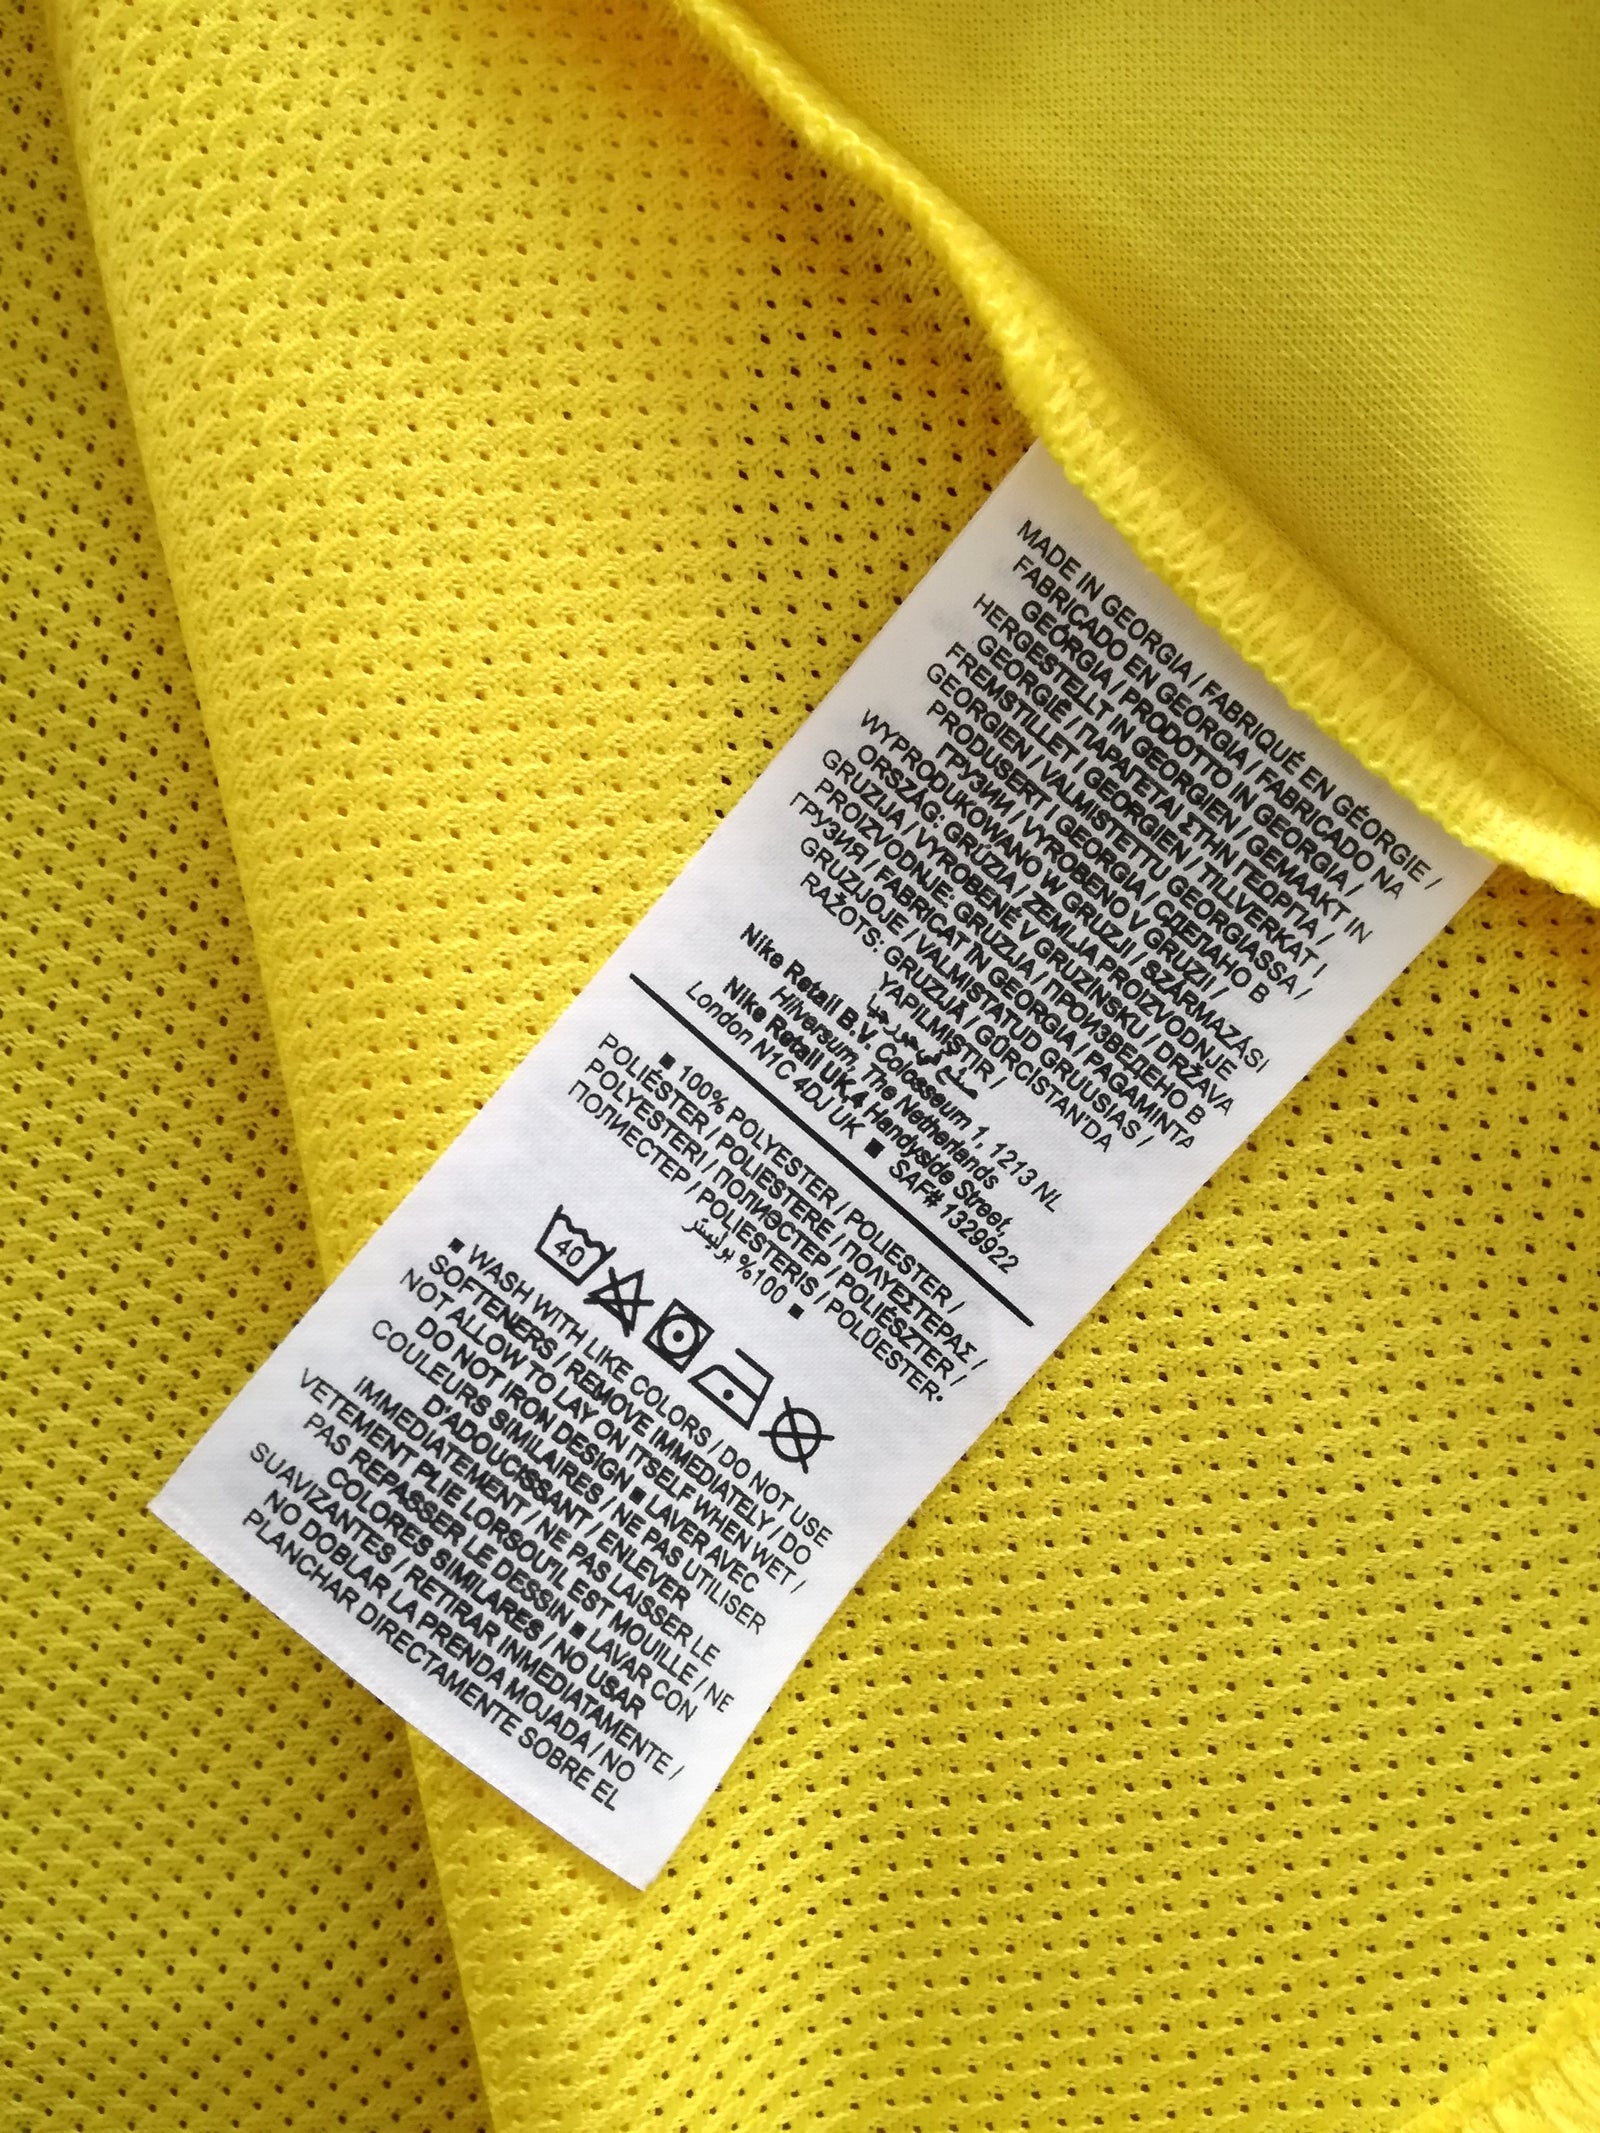 MADE IN GEORGIA / FABRIQUÉ EN GÉORGIE /
FABRICADO EN GEORGIA / FABRICADO NA
GEÓRGIA / PRODOTTO IN GEORGIA /
HERGESTELLT IN GEORGIEN / GEMAAKT IN
GEORGIË / ΠΑΡΑΓΕΤΑΙ ΣΤΗΝ ΓΕΩΡΓΙΑ /
FREMSTILLET I GEORGIEN / TILLVERKAT I
GEORGIEN / VALMISTETTU GEORGIASSA /
PRODUSERT I GEORGIA / СДЕЛАНО В
ГРУЗИИ / VYROBENO V GRUZII /
WYPRODUKOWANO W GRUZJI / SZÁRMAZÁSI
ORSZÁG: GRÚZIA / ZEMLJA PROIZVODNJE
GRUZIJA / VYROBENÉ V GRUZÍNSKU / DRŽAVA
PROIZVODNJE: GRUZIJA / ПРОИЗВЕДЕНО В
ГРУЗИЯ / FABRICAT ÎN GEORGIA / PAGAMINTA
GRUZIJOJE / VALMISTATUD GRUUSIAS /
RAŽOTS: GRUZIJĀ / GÜRCİSTAN'DA
YAPILMIŞTIR /
صنع في جورجيا
Nike Retail B.V. Colosseum 1, 1213 NL
Hilversum, The Netherlands
Nike Retail UK,4 Handyside Street,
London N1C 4DJ UK ■ SAF# 1329922
■ 100% POLYESTER / POLIESTER /
POLIÉSTER / POLIESTERE / ΠΟΛΥΕΣΤΕΡΑΣ /
POLYESTERI / ПОЛИЭСТЕР / POLIÉSZTER /
ПОЛИЕСТЕР / POLIESTERIS / POLÜESTER•
■ 100% بوليستر
40
■ WASH WITH LIKE COLORS / DO NOT USE
SOFTENERS / REMOVE IMMEDIATELY / DO
NOT ALLOW TO LAY ON ITSELF WHEN WET /
DO NOT IRON DESIGN ■ LAVER AVEC
COULEURS SIMILAIRES / NE PAS UTILISER
D'ADOUCISSANT / ENLEVER
IMMEDIATEMENT / NE PAS LAISSER LE
VETEMENT PLIE LORSQU'IL EST MOUILLE / NE
PAS REPASSER LE DESSIN ■ LAVAR CON
COLORES SIMILARES / NO USAR
SUAVIZANTES / RETIRAR INMEDIATAMENTE /
NO DOBLAR LA PRENDA MOJADA / NO
PLANCHAR DIRECTAMENTE SOBRE EL